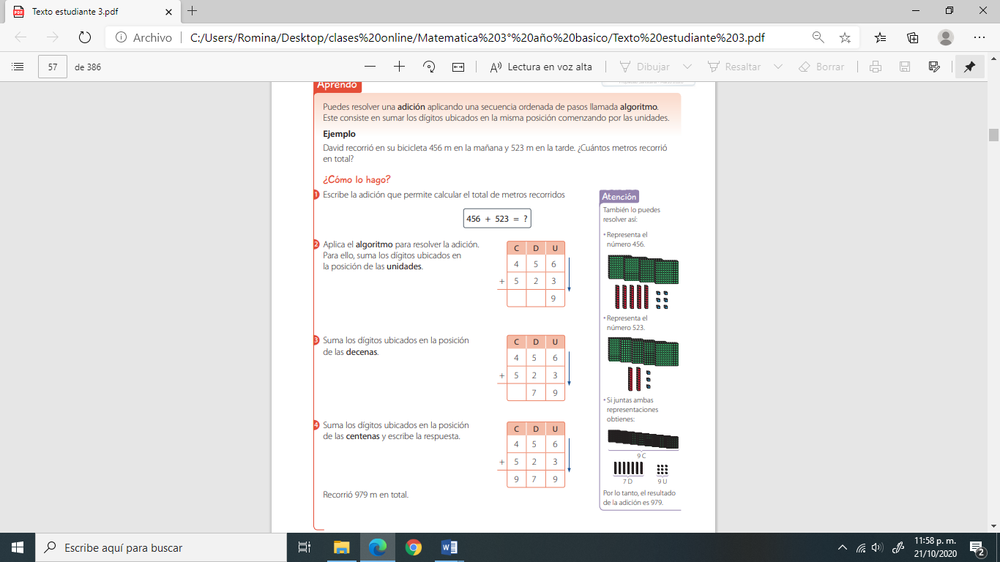 Texto estudiante 3.pdf
Archivo
C:/Users/Romina/Desktop/clases%20online/Matematica%203°%20año%20basico/Texto%20estudiante%203.pdf
57 de 386
Lectura en voz alta
Dibujar
Resaltar
Borrar
Aprendo
Puedes resolver una adición aplicando una secuencia ordenada de pasos llamada algoritmo.
Este consiste en sumar los dígitos ubicados en la misma posición comenzando por las unidades.
Ejemplo
David recorrió en su bicicleta 456 m en la mañana y 523 m en la tarde. ¿Cuántos metros recorrió
en total?
¿Cómo lo hago?
1 Escribe la adición que permite calcular el total de metros recorridos
456 + 523 = ?
2 Aplica el algoritmo para resolver la adición.
Para ello, suma los dígitos ubicados en
la posición de las unidades.
C D U
4 5 6
+ 5 2 3
9
3 Suma los dígitos ubicados en la posición
de las decenas.
C D U
4 5 6
+ 5 2 3
7 9
4 Suma los dígitos ubicados en la posición
de las centenas y escribe la respuesta.
C D U
4 5 6
+ 5 2 3
9 7 9
Recorrió 979 m en total.
Atención
También lo puedes
resolver así:
• Representa el
número 456.
• Representa el
número 523.
• Si juntas ambas
representaciones
obtienes:
9 C
7 D 9 U
Por lo tanto, el resultado
de la adición es 979.
Escribe aquí para buscar
11:58 p. m.
21/10/2020
2